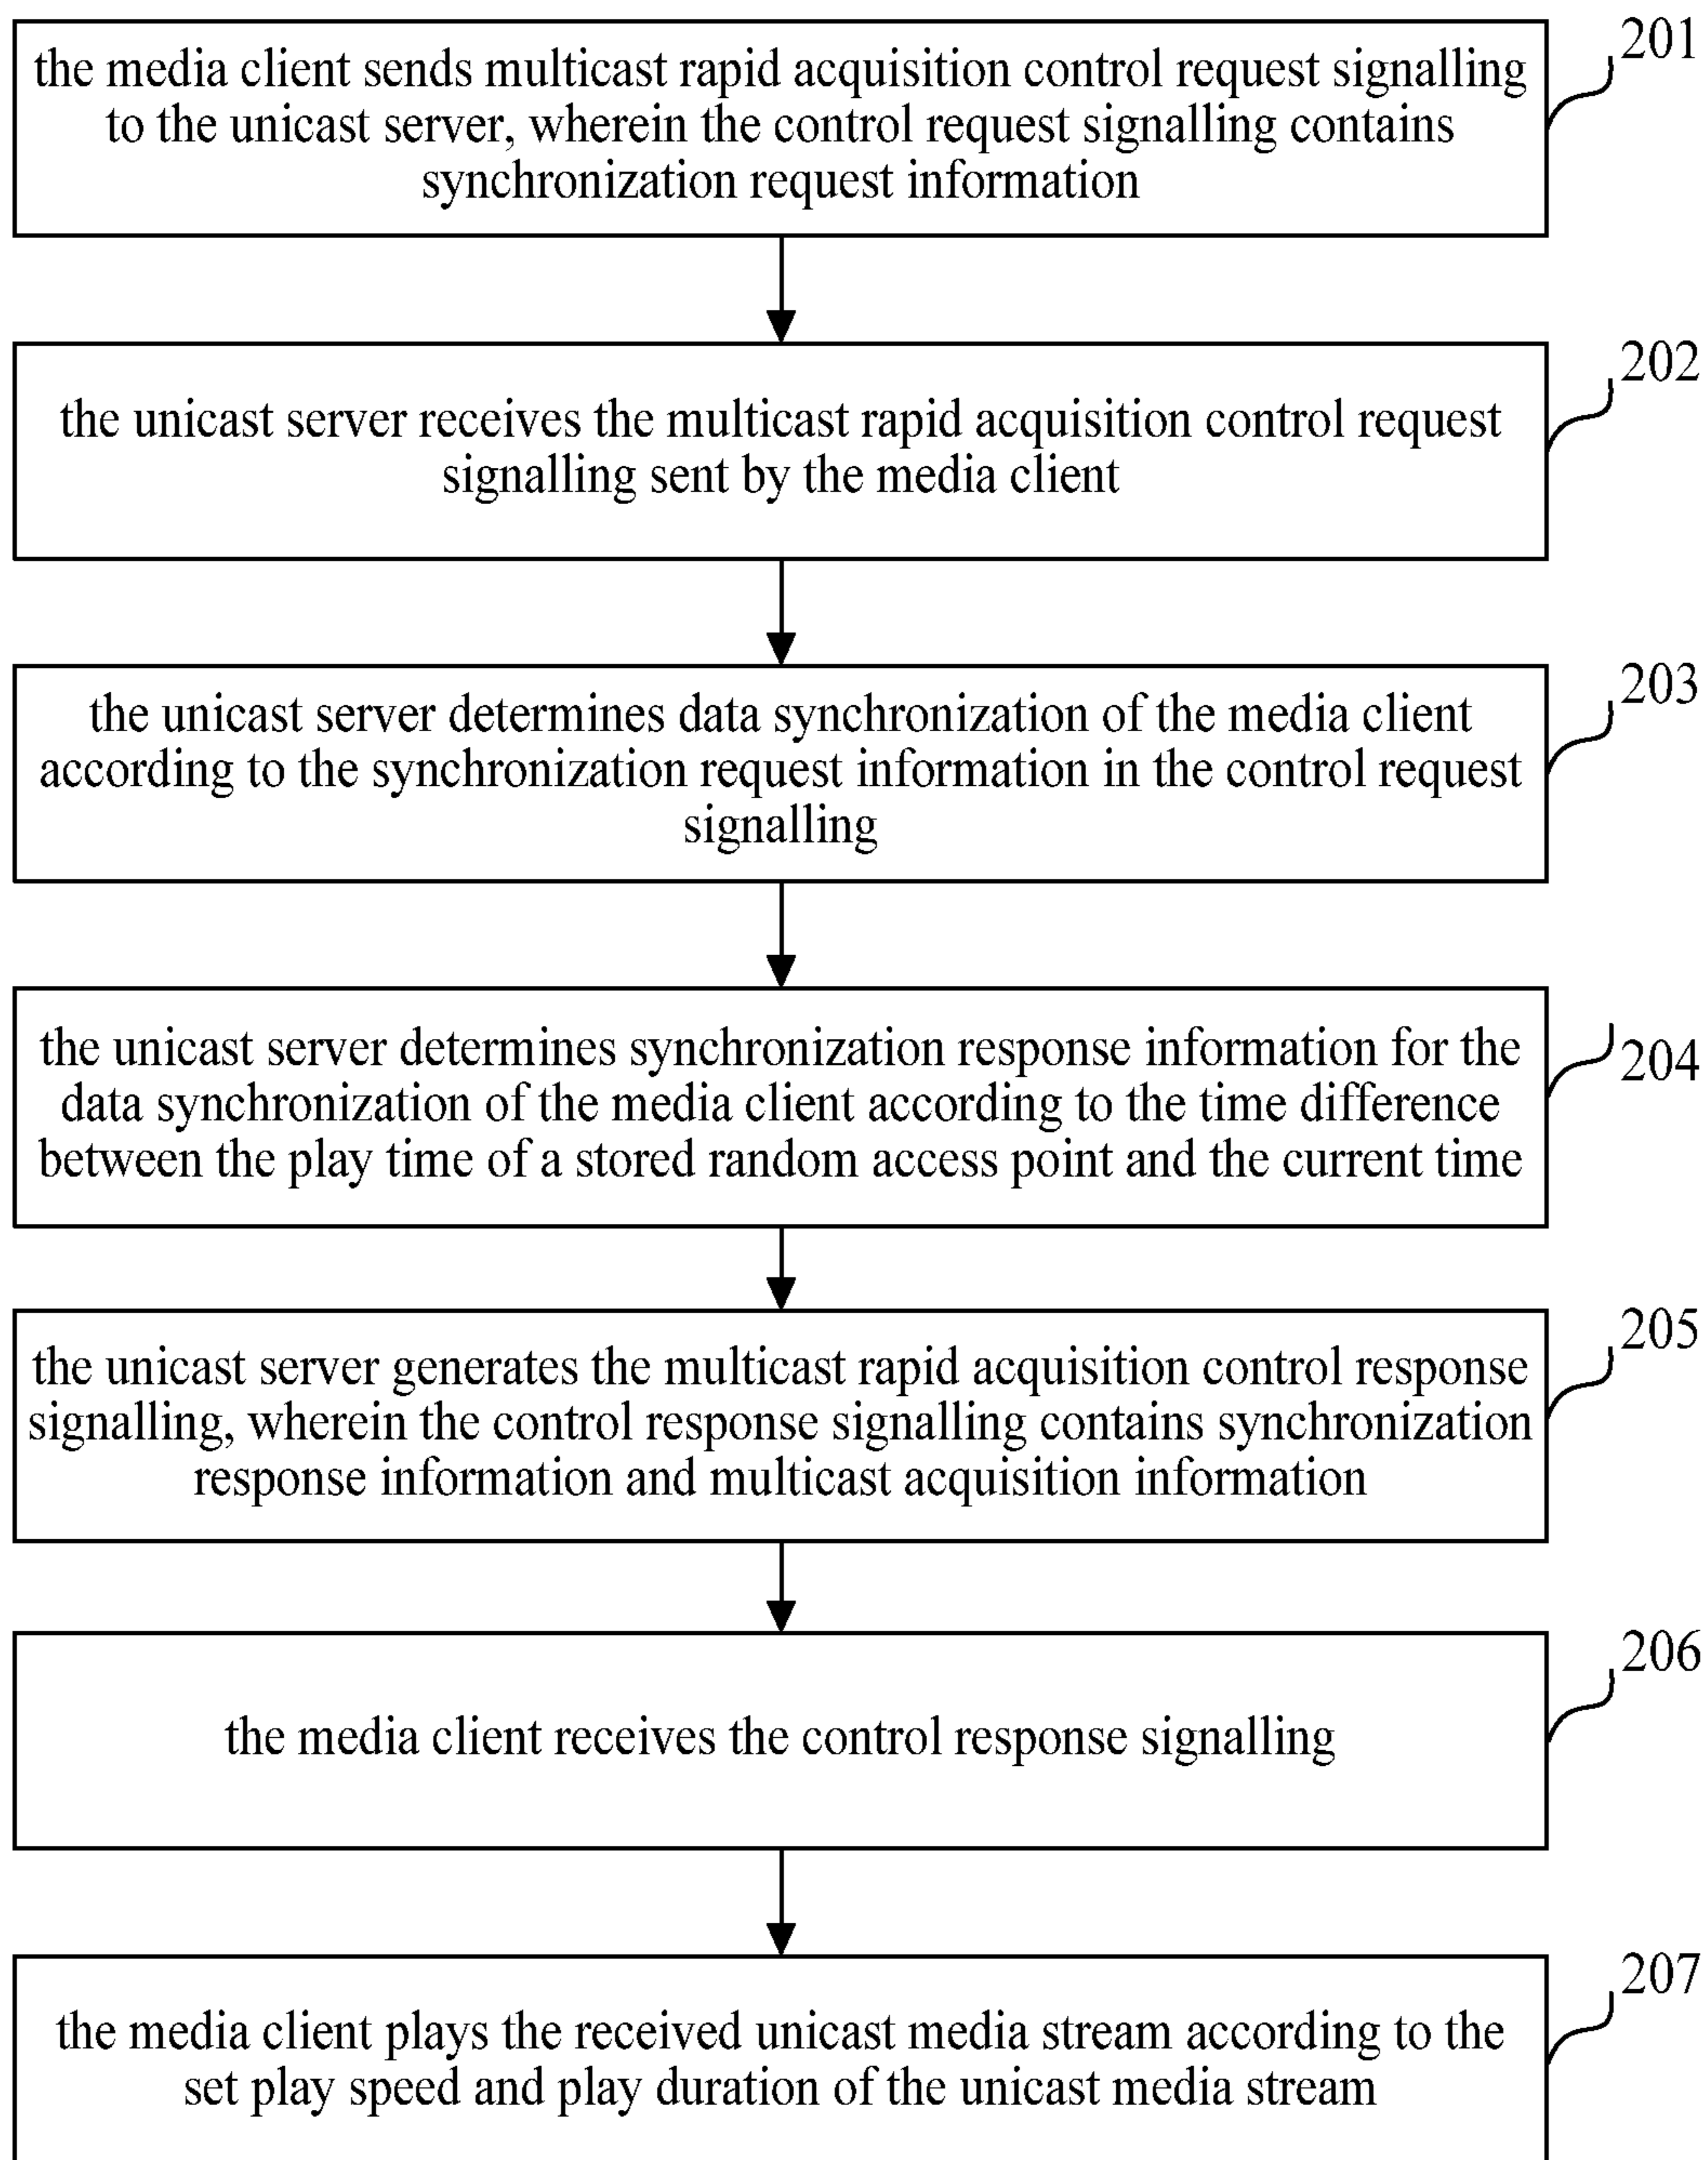 201
the media client sends multicast rapid acquisition control request signalling
to the unicast server, wherein the control request signalling contains
synchronization request information
202
the unicast server receives the multicast rapid acquisition control request
signalling sent by the media client
203
the unicast server determines data synchronization of the media client
according to the synchronization request information in the control request
signalling
204
the unicast server determines synchronization response information for the
data synchronization of the media client according to the time difference
between the play time of a stored random access point and the current time
205
the unicast server generates the multicast rapid acquisition control response
signalling, wherein the control response signalling contains synchronization
response information and multicast acquisition information
206
the media client receives the control response signalling
207
the media client plays the received unicast media stream according to the
set play speed and play duration of the unicast media stream